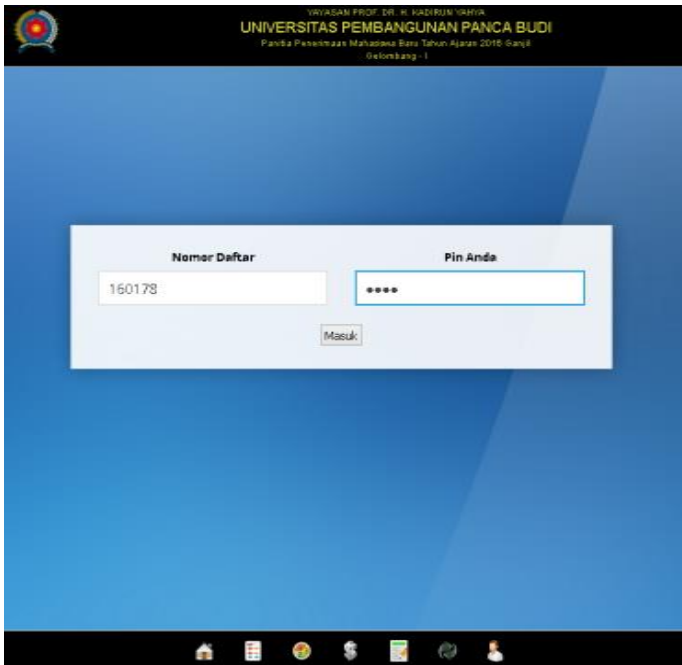 YAYASAN PROF. DR. H. KADIRUN YAHYA
UNIVERSITAS PEMBANGUNAN PANCA BUDI
Panitia Penerimaan Mahasiswa Baru Tahun Ajaran 2016 Ganjil
Gelombang - I
Nomor Daftar
Pin Anda
160178
••••
Masuk